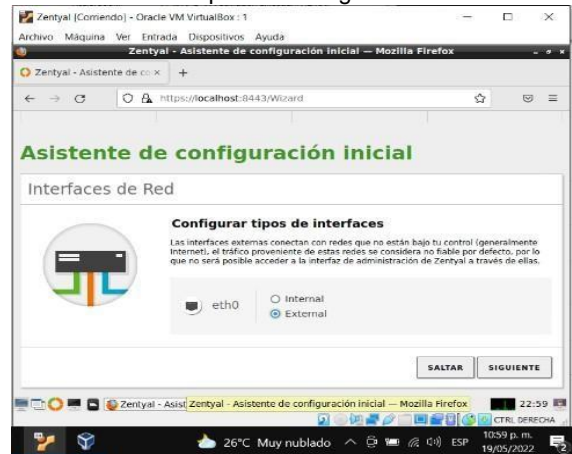 Zentyal [Corriendo] - Oracle VM VirtualBox : 1
Archivo Máquina Ver Entrada Dispositivos Ayuda
Zentyal - Asistente de configuración inicial — Mozilla Firefox
Zentyal - Asistente de co
https://localhost:8443/Wizard
Asistente de configuración inicial
Interfaces de Red
Configurar tipos de interfaces
Las interfaces externas conectan con redes que no están bajo tu control (generalmente
Internet), el tráfico proveniente de estas redes se considera no fiable por defecto, por lo
que no será posible acceder a la interfaz de administración de Zentyal a través de ellas.
eth0
Internal
External
SALTAR SIGUIENTE
Zentyal - Asist Zentyal - Asistente de configuración inicial — Mozilla Firefox 22:59
CTRL DERECHA
26°C Muy nublado ESP 10:59 p. m.
19/05/2022
2